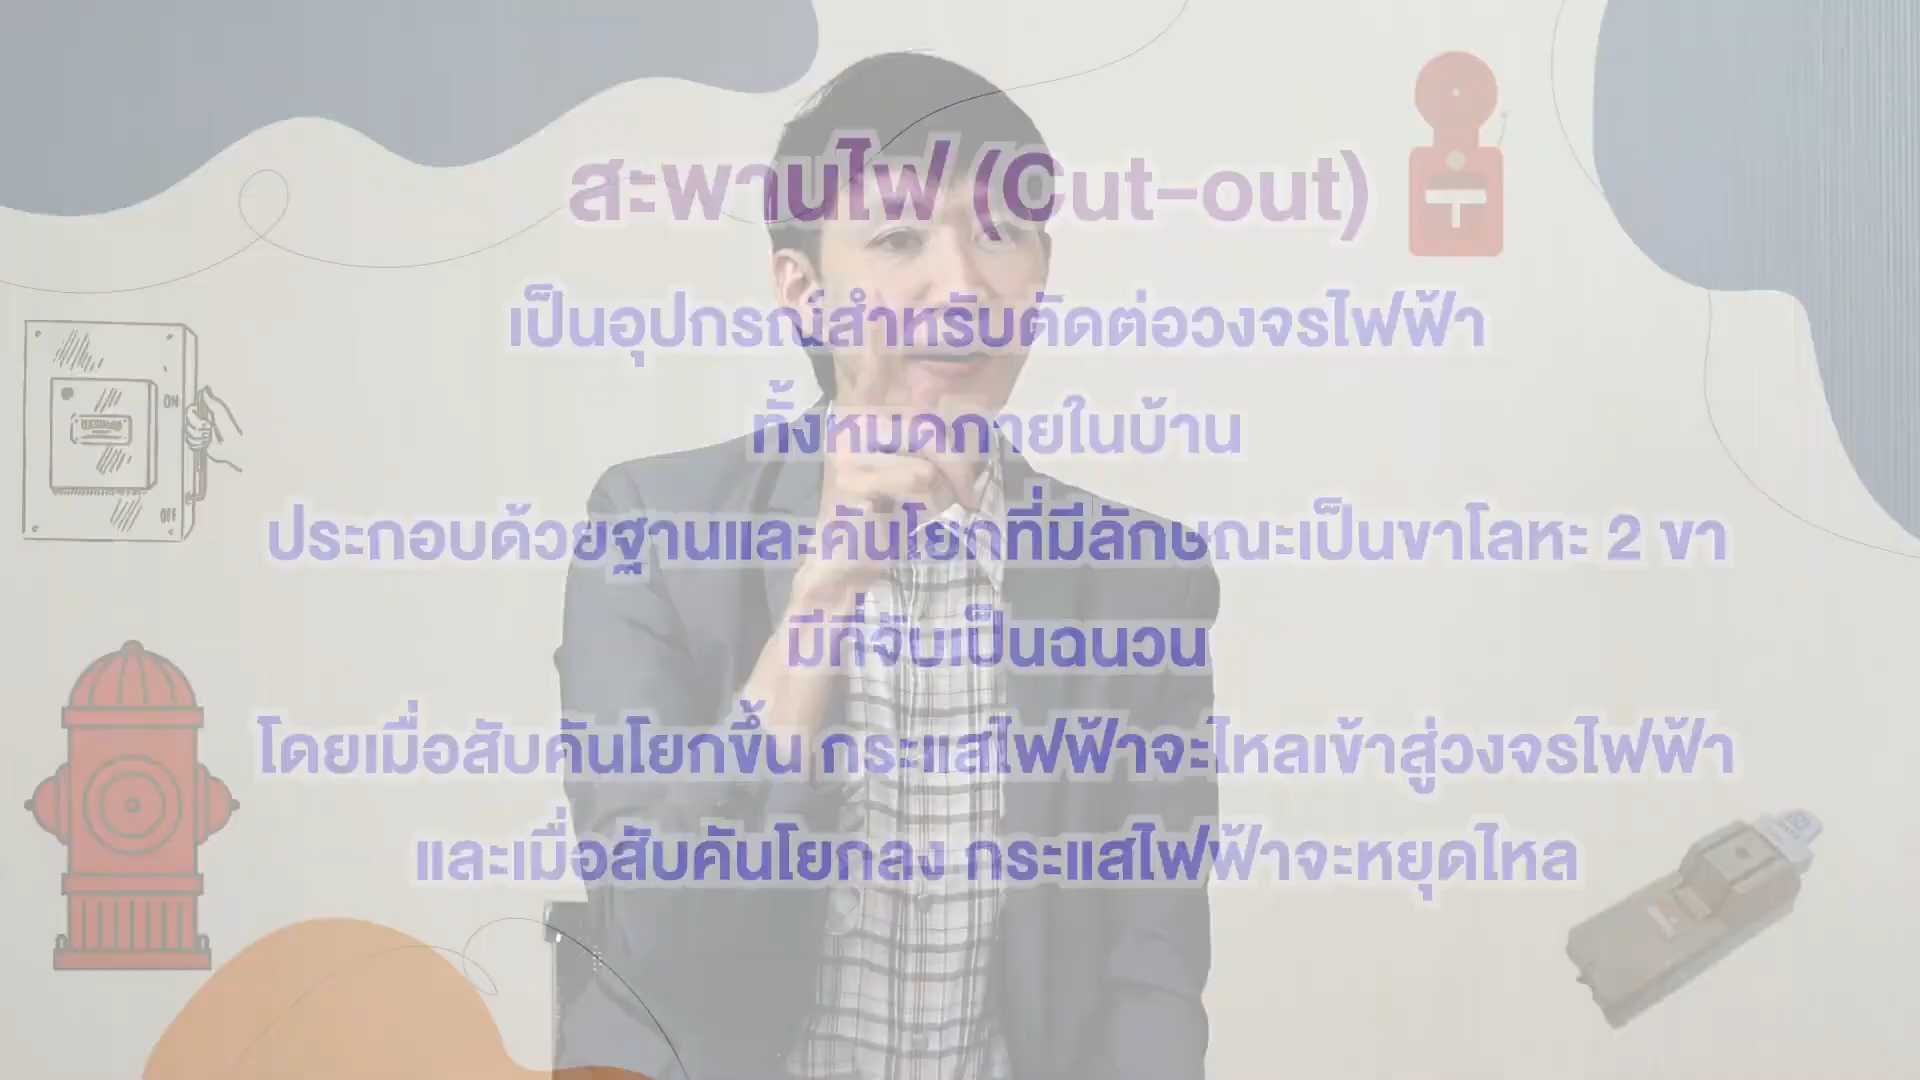 สะพานไฟ (Cut-out)
เป็นอุปกรณ์สำหรับตัดต่อวงจรไฟฟ้า
ทั้งหมดภายในบ้าน
ON
ประกอบด้วยฐานและคันโยกที่มีลักษณะเป็นขาโลหะ 2 ขา
OFF
มีที่จับเป็นฉนวน
โดยเมื่อสับคันโยกขึ้น กระแสไฟฟ้าจะไหลเข้าสู่วงจรไฟฟ้า
และเมื่อสับคันโยกลง กระแสไฟฟ้าจะหยุดไหล